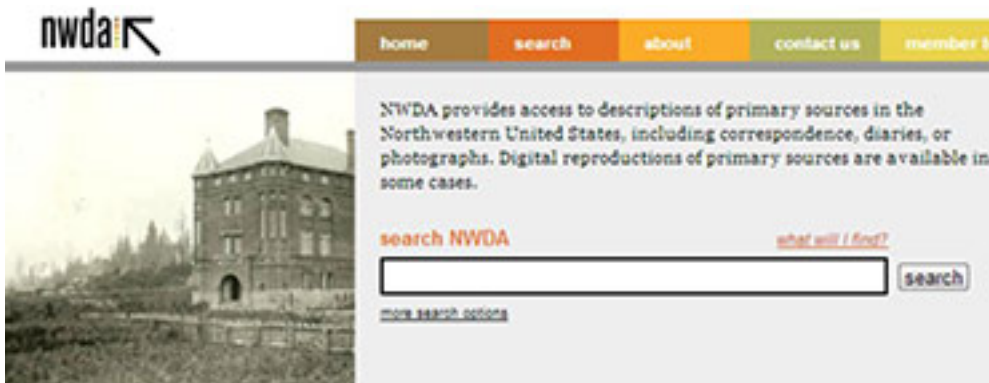 nwda
home search about contact us member
NWDA provides access to descriptions of primary sources in the
Northwestern United States, including correspondence, diaries, or
photographs. Digital reproductions of primary sources are available in
some cases.
search NWDA what will I find?
search
more search options